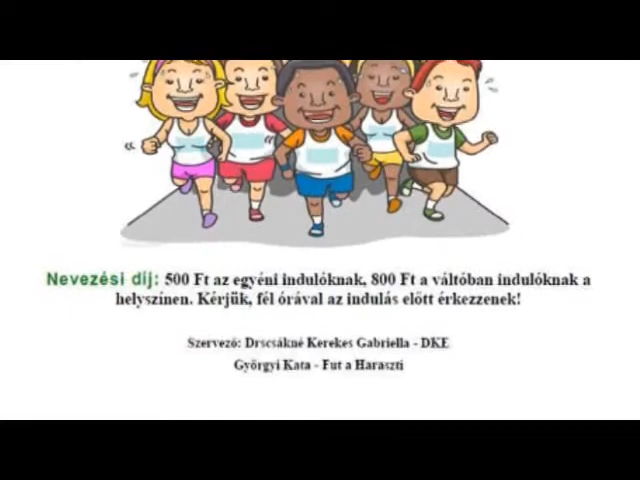 Nevezési díj: 500 Ft az egyéni indulóknak, 800 Ft a váltóban indulóknak a
helyszínen. Kérjük, fél órával az indulás előtt érkezzenek!
Szervező: Drscsákné Kerekes Gabriella - DKE
Györgyi Kata - Fut a Haraszti